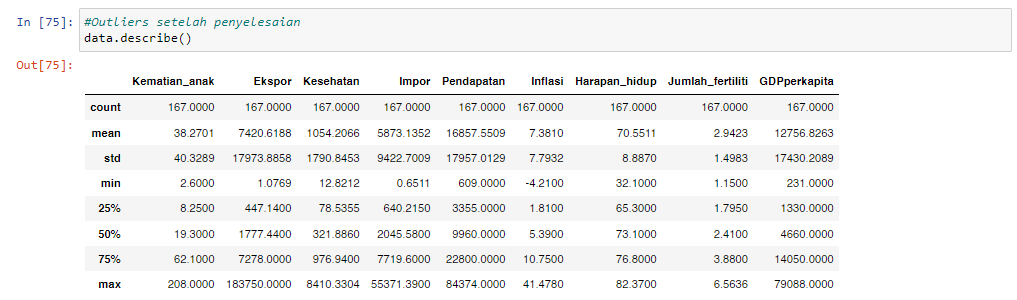 In [75]: #Outliers setelah penyelesaian
data.describe()
Out[75]:
Kematian_anak Ekspor Kesehatan Impor Pendapatan Inflasi Harapan_hidup Jumlah_fertiliti GDPperkapita
count 167.0000 167.0000 167.0000 167.0000 167.0000 167.0000 167.0000 167.0000 167.0000
mean 38.2701 7420.6188 1054.2066 5873.1352 16857.5509 7.3810 70.5511 2.9423 12756.8263
std 40.3289 17973.8858 1790.8453 9422.7009 17957.0129 7.7932 8.8870 1.4983 17430.2089
min 2.6000 1.0769 12.8212 0.6511 609.0000 -4.2100 32.1000 1.1500 231.0000
25% 8.2500 447.1400 78.5355 640.2150 3355.0000 1.8100 65.3000 1.7950 1330.0000
50% 19.3000 1777.4400 321.8860 2045.5800 9960.0000 5.3900 73.1000 2.4100 4660.0000
75% 62.1000 7278.0000 976.9400 7719.6000 22800.0000 10.7500 76.8000 3.8800 14050.0000
max 208.0000 183750.0000 8410.3304 55371.3900 84374.0000 41.4780 82.3700 6.5636 79088.0000